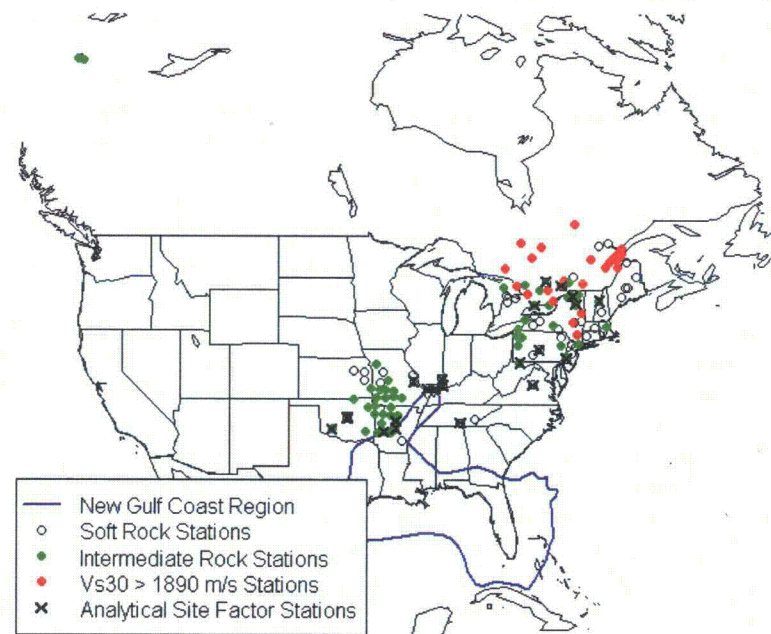 New Gulf Coast Region
Soft Rock Stations
Intermediate Rock Stations
Vs30 > 1890 m/s Stations
Analytical Site Factor Stations